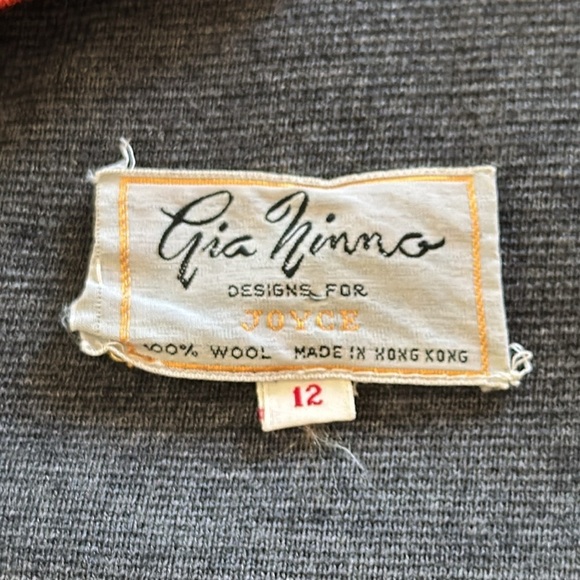 Gia Ninno
DESIGNS FOR
JOYCE
100% WOOL MADE IN HONG KONG
12